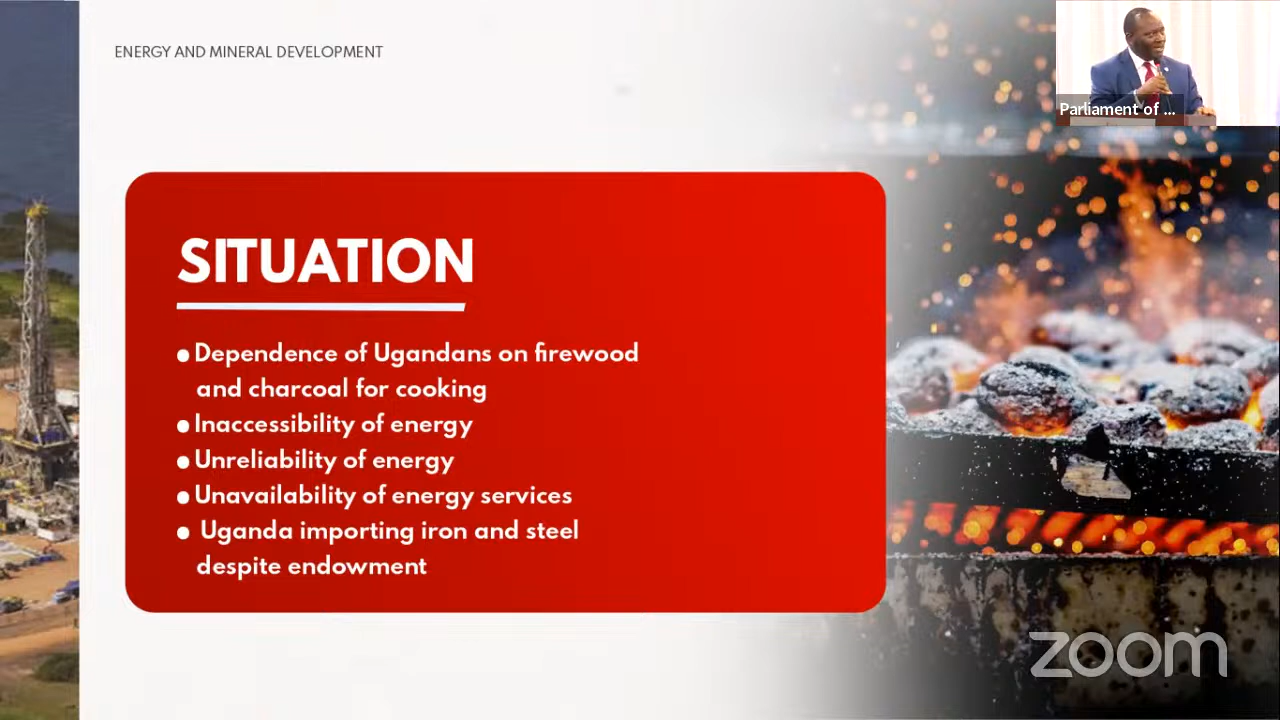 ENERGY AND MINERAL DEVELOPMENT
Parliament of ...
SITUATION
● Dependence of Ugandans on firewood
and charcoal for cooking
● Inaccessibility of energy
● Unreliability of energy
● Unavailability of energy services
● Uganda importing iron and steel
despite endowment
zoom